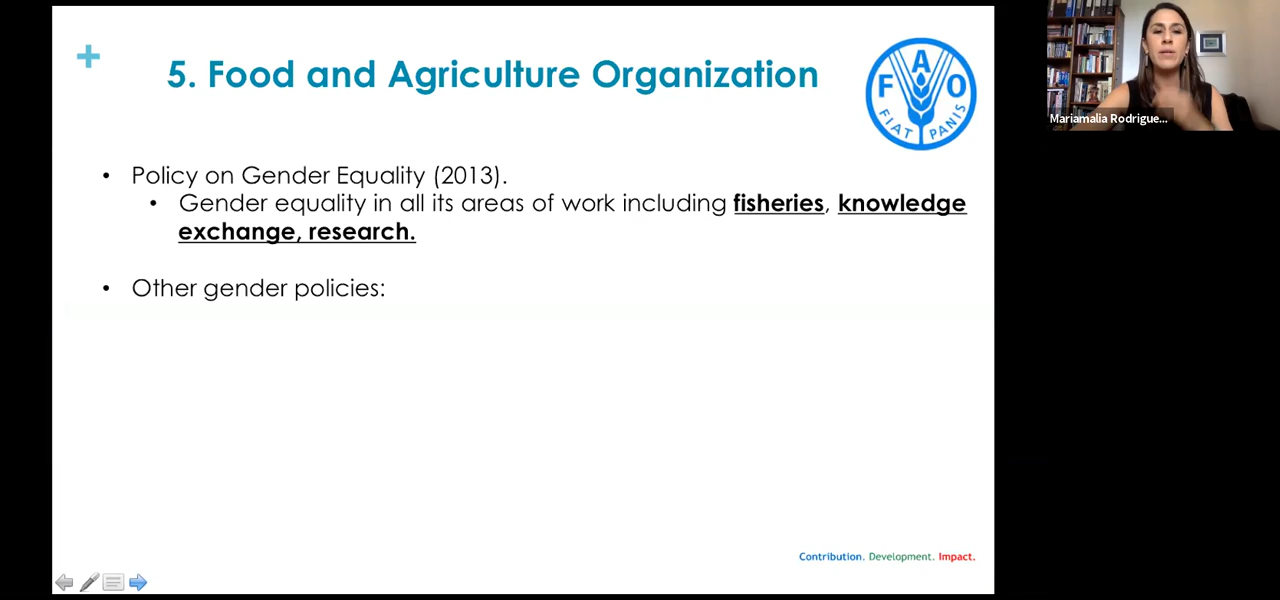 5. Food and Agriculture Organization
F A O
FIAT PANIS
• Policy on Gender Equality (2013).
• Gender equality in all its areas of work including fisheries, knowledge
exchange, research.
• Other gender policies:
Contribution. Development. Impact.
Mariamalia Rodrigue...